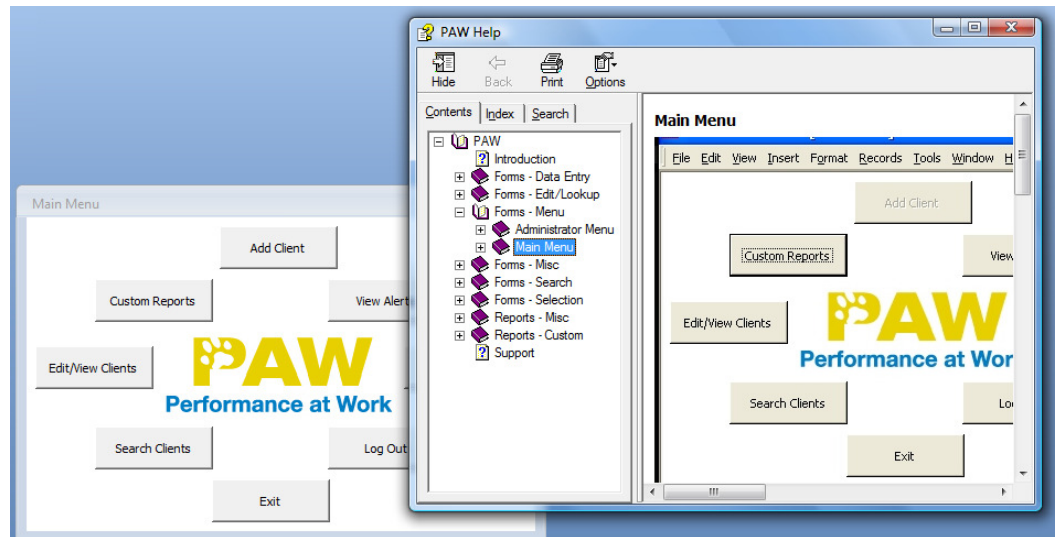 PAW Help
Hide Back Print Options
Contents Index Search
PAW
Introduction
Forms - Data Entry
Forms - Edit/Lookup
Forms - Menu
Administrator Menu
Main Menu
Forms - Misc
Forms - Search
Forms - Selection
Reports - Misc
Reports - Custom
Support
Main Menu
File Edit View Insert Format Records Tools Window H
Add Client
Custom Reports
View
Edit/View Clients
PAW
Performance at Wor
Search Clients
Lo
Exit
Main Menu
Add Client
Custom Reports
View Alert
Edit/View Clients
PAW
Performance at Work
Search Clients
Log Out
Exit